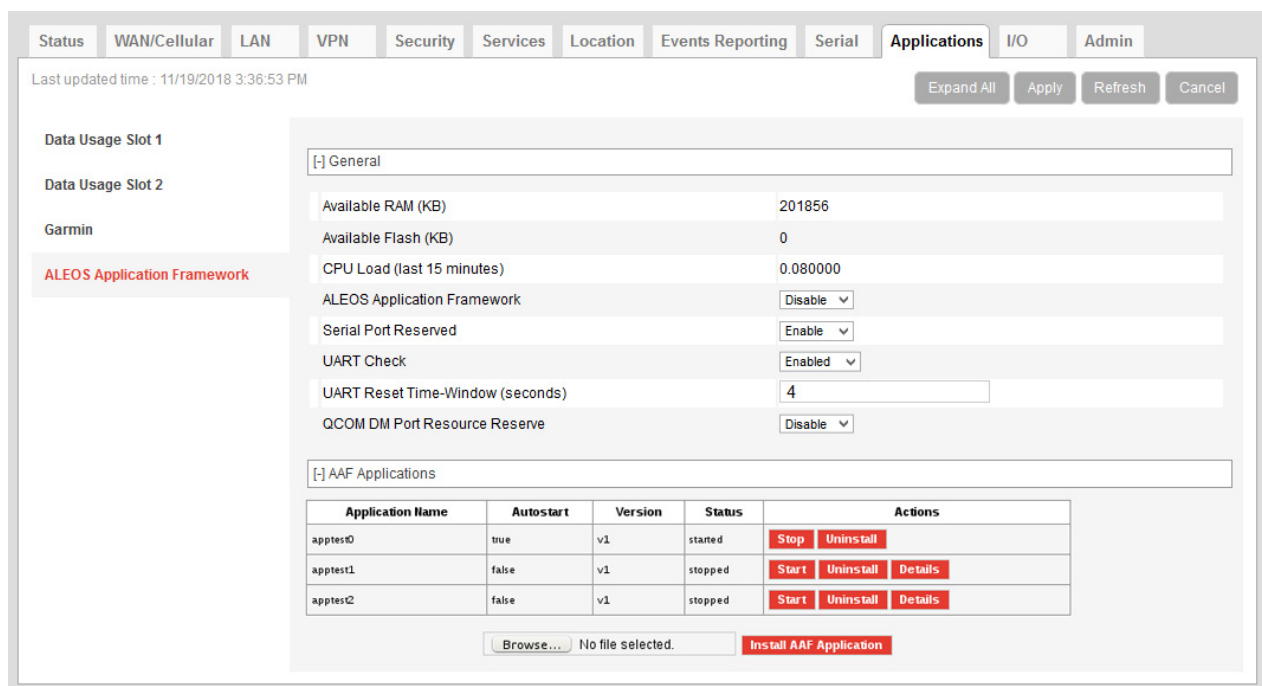 Status WAN/Cellular LAN VPN Security Services Location Events Reporting Serial Applications I/O Admin
Last updated time : 11/19/2018 3:36:53 PM
Expand All Apply Refresh Cancel
Data Usage Slot 1
Data Usage Slot 2
Garmin
ALEOS Application Framework
[-] General
Available RAM (KB) 201856
Available Flash (KB) 0
CPU Load (last 15 minutes) 0.080000
ALEOS Application Framework Disable
Serial Port Reserved Enable
UART Check Enabled
UART Reset Time-Window (seconds) 4
QCOM DM Port Resource Reserve Disable
[-] AAF Applications
Application Name Autostart Version Status Actions
apptest0 true v1 started Stop Uninstall
apptest1 false v1 stopped Start Uninstall Details
apptest2 false v1 stopped Start Uninstall Details
Browse... No file selected. Install AAF Application